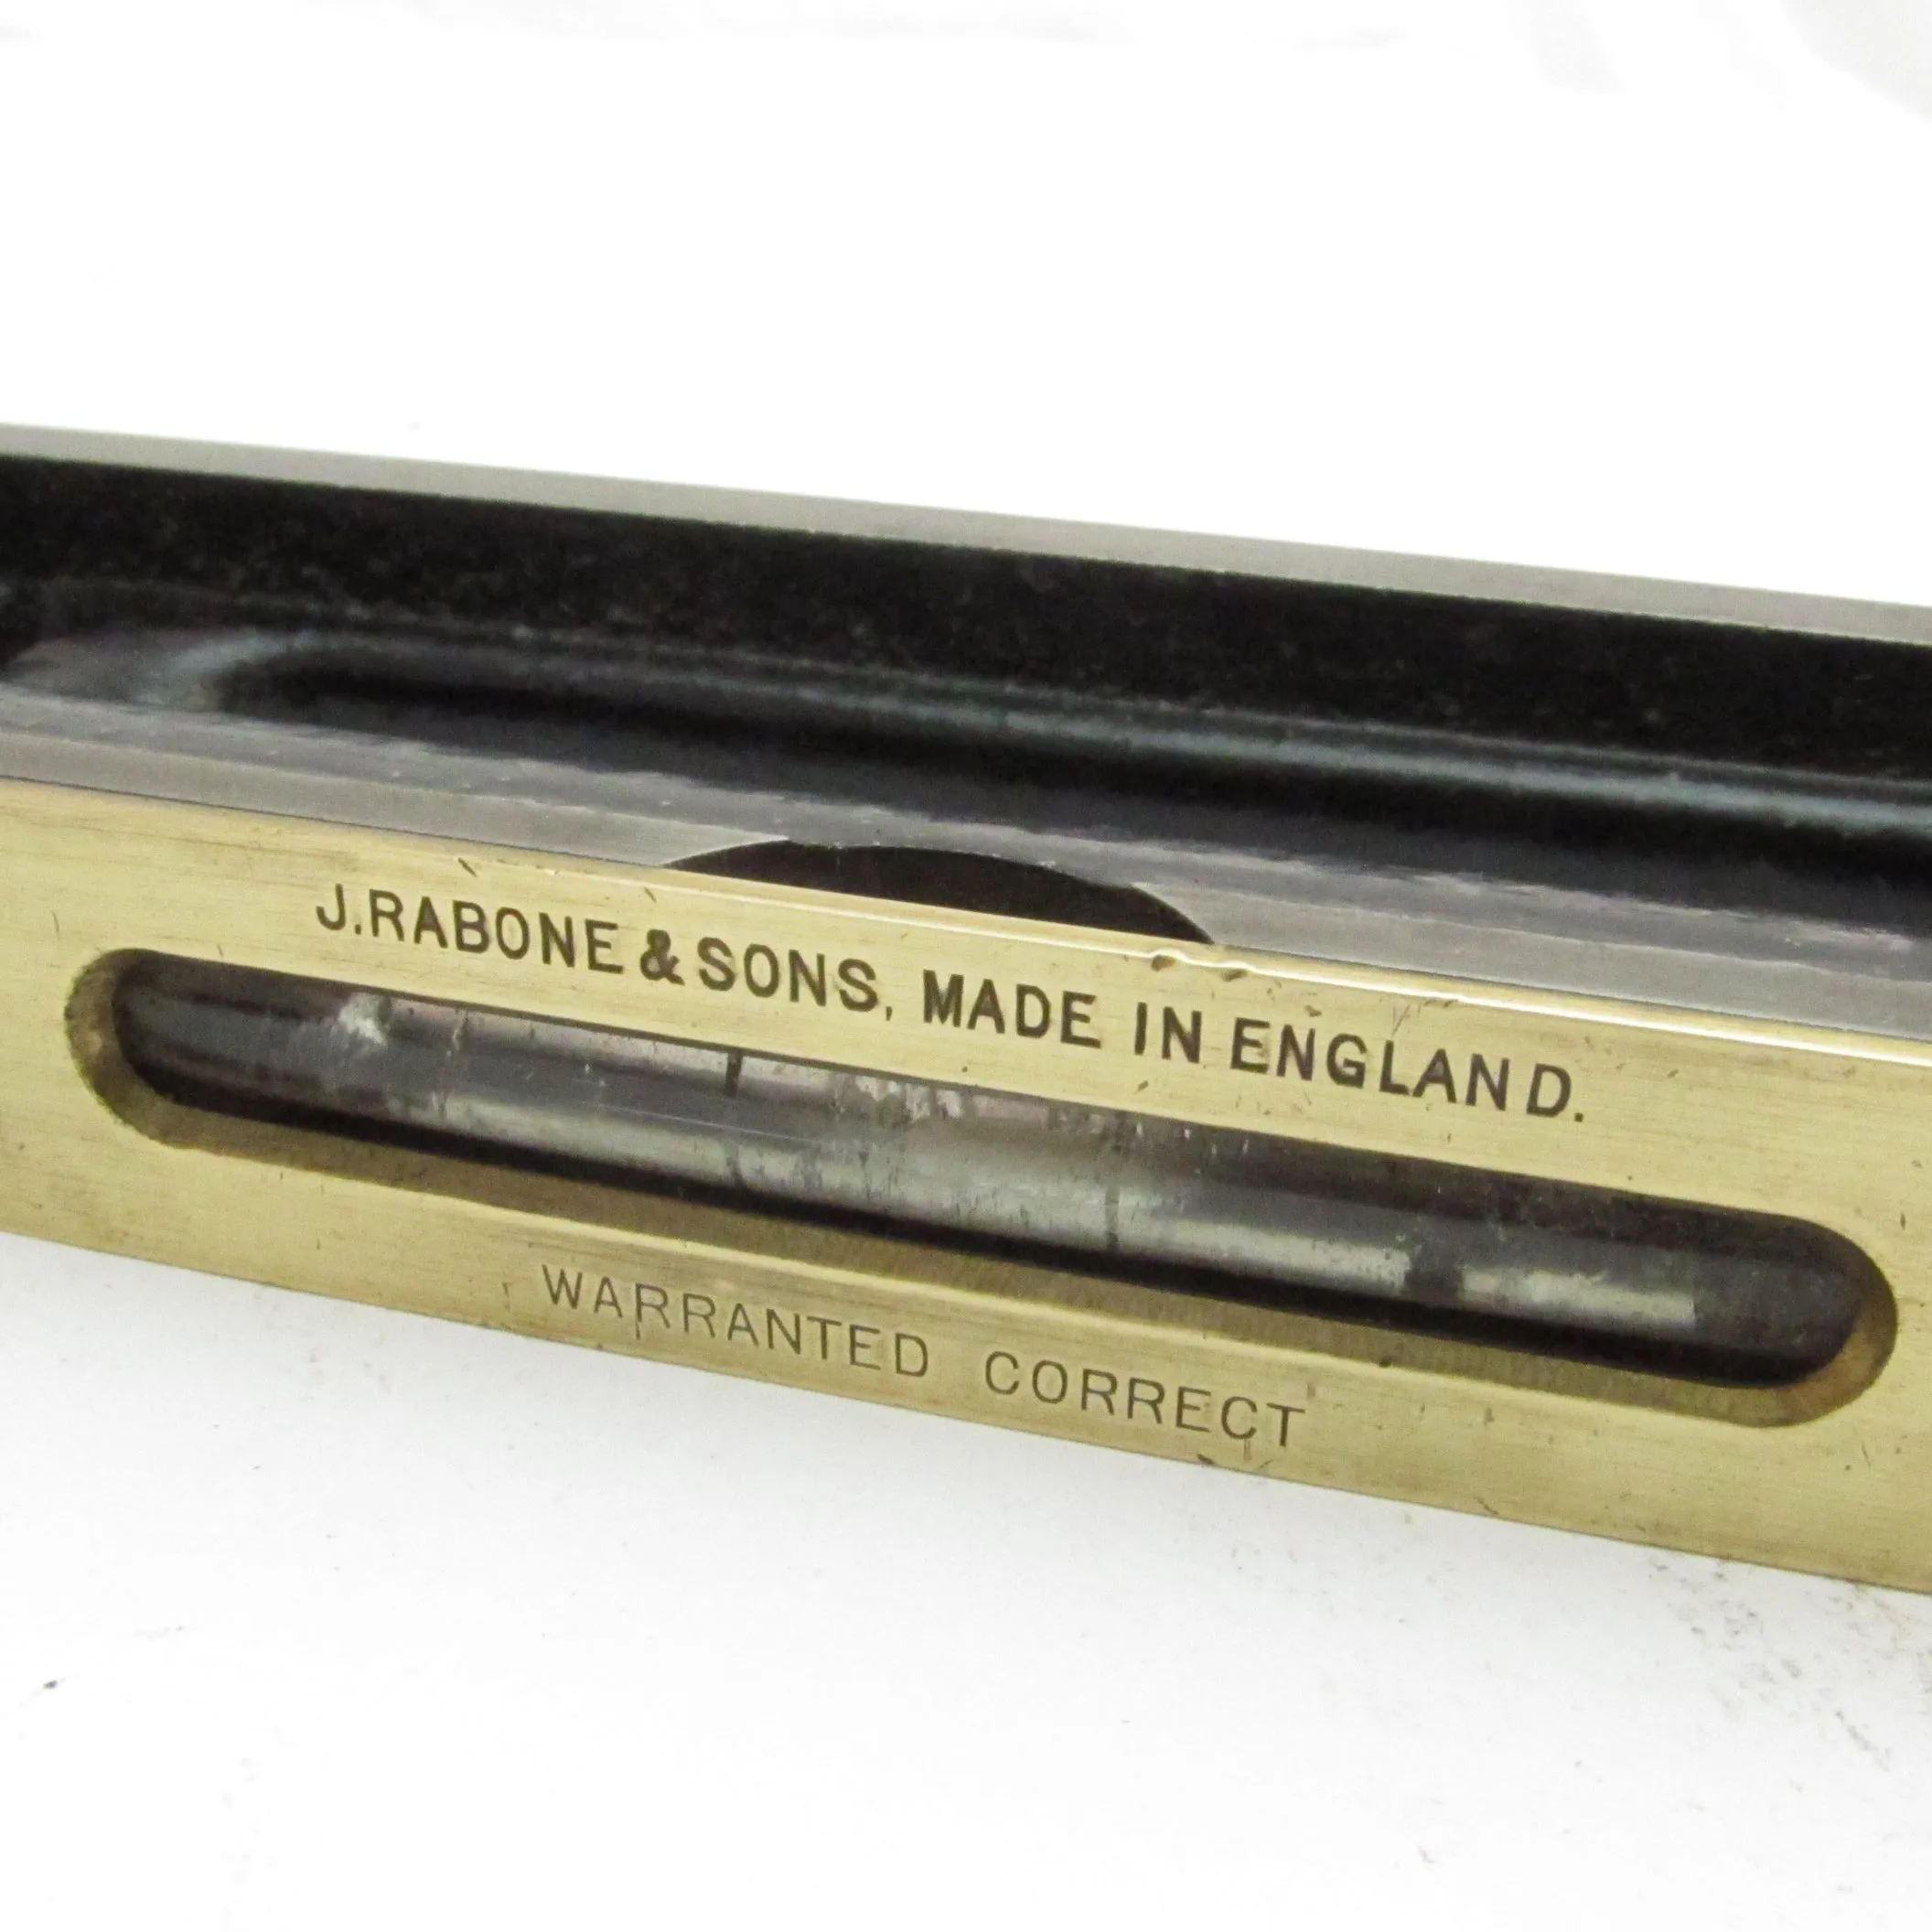 J.RABONE & SONS, MADE IN ENGLAND.
WARRANTED CORRECT